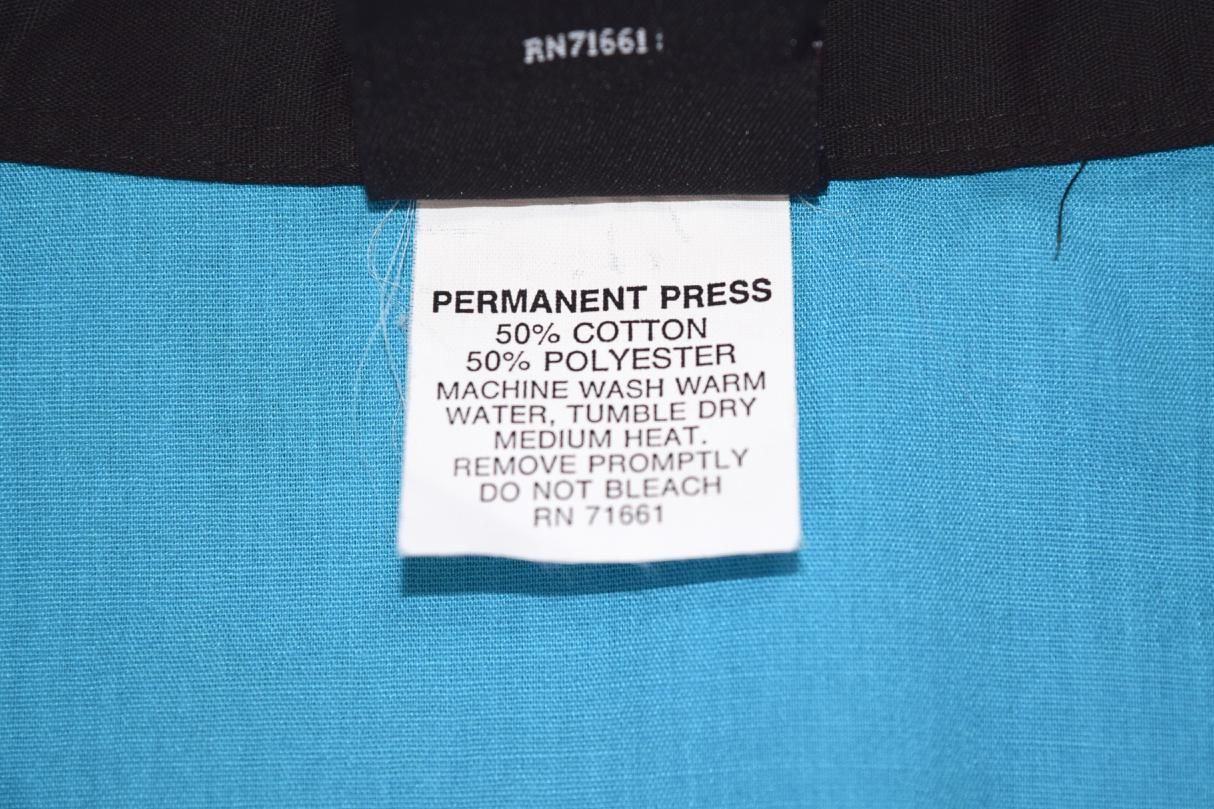 RN71661
PERMANENT PRESS
50% COTTON
50% POLYESTER
MACHINE WASH WARM
WATER, TUMBLE DRY
MEDIUM HEAT.
REMOVE PROMPTLY
DO NOT BLEACH
RN 71661